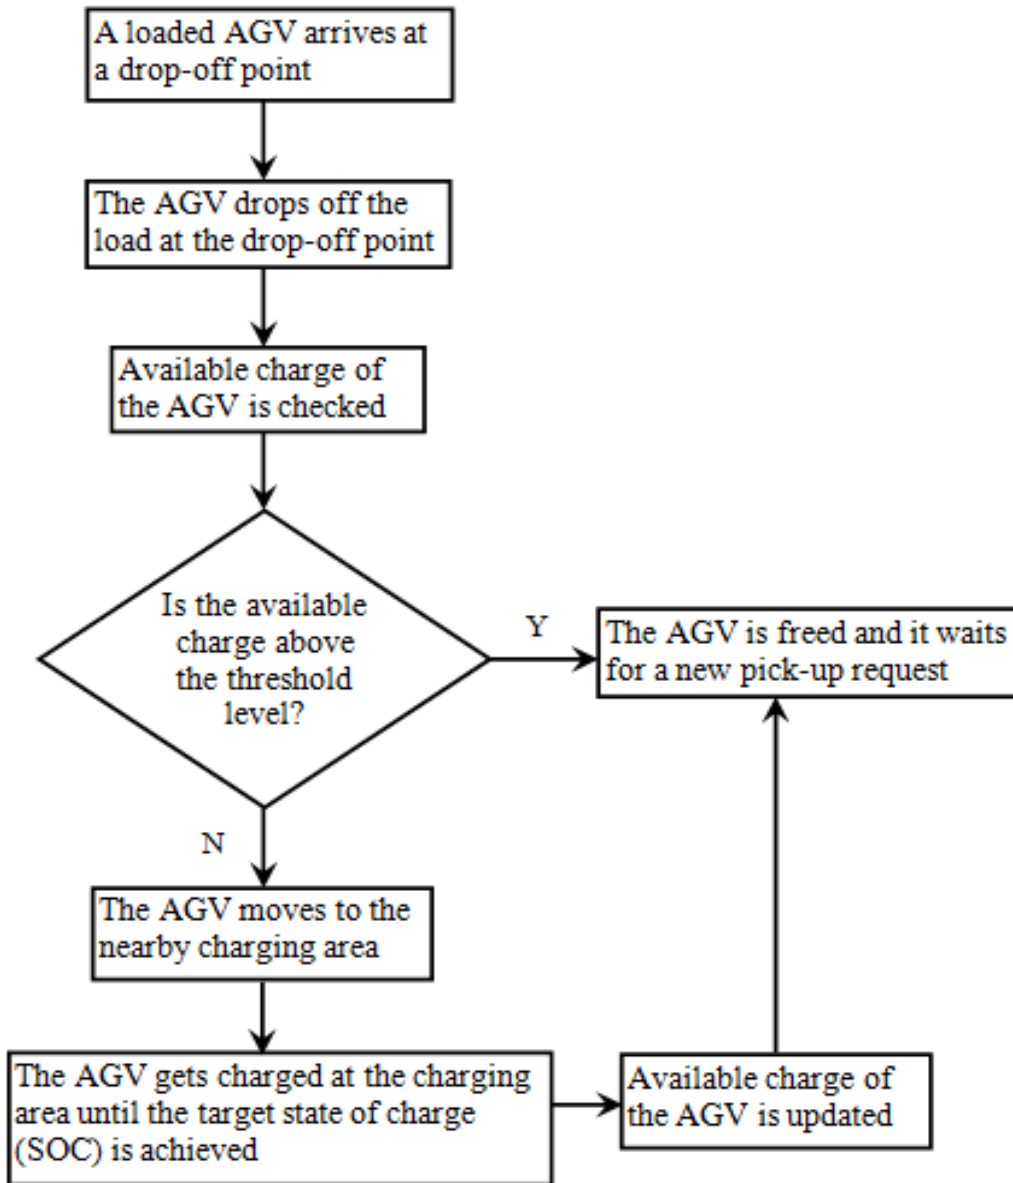 A loaded AGV arrives at
a drop-off point
The AGV drops off the
load at the drop-off point
Available charge of
the AGV is checked
Is the available
charge above
the threshold
level?
Y
The AGV is freed and it waits
for a new pick-up request
N
The AGV moves to the
nearby charging area
The AGV gets charged at the charging
area until the target state of charge
(SOC) is achieved
Available charge of
the AGV is updated